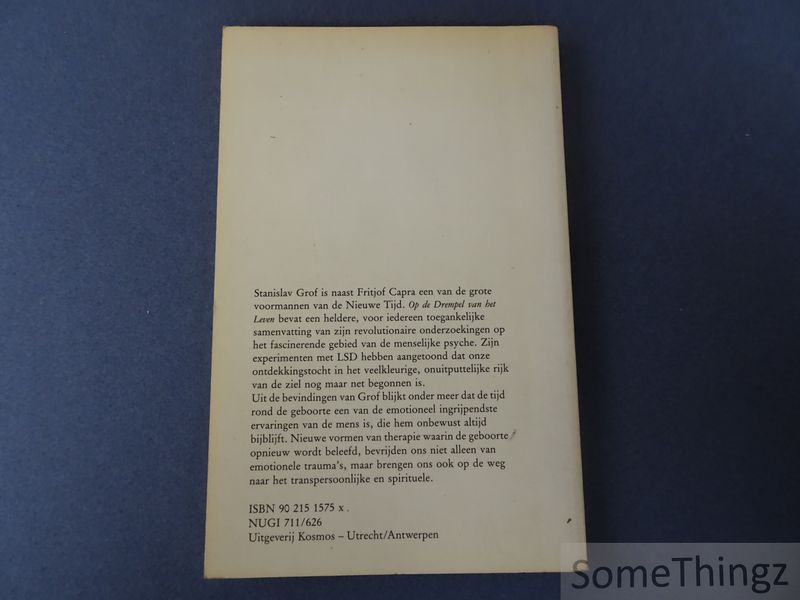 Stanislav Grof is naast Fritjof Capra een van de grote
voormannen van de Nieuwe Tijd. Op de Drempel van het
Leven bevat een heldere, voor iedereen toegankelijke
samenvatting van zijn revolutionaire onderzoekingen op
het fascinerende gebied van de menselijke psyche. Zijn
experimenten met LSD hebben aangetoond dat onze
ontdekkingstocht in het veelkleurige, onuitputtelijke rijk
van de ziel nog maar net begonnen is.
Uit de bevindingen van Grof blijkt onder meer dat de tijd
rond de geboorte een van de emotioneel ingrijpendste
ervaringen van de mens is, die hem onbewust altijd
bijblijft. Nieuwe vormen van therapie waarin de geboorte
opnieuw wordt beleefd, bevrijden ons niet alleen van
emotionele trauma's, maar brengen ons ook op de weg
naar het transpersoonlijke en spirituele.
ISBN 90 215 1575 x.
NUGI 711/626
Uitgeverij Kosmos – Utrecht/Antwerpen
SomeThingz